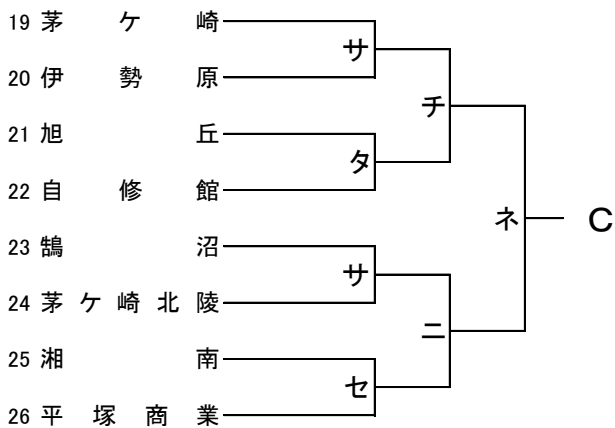 19 茅ケ崎
サ
20 伊勢原
チ
21 旭丘
タ
22 自修館
ネ C
23 鵠沼
サ
24 茅ケ崎北陵
ニ
25 湘南
セ
26 平塚商業